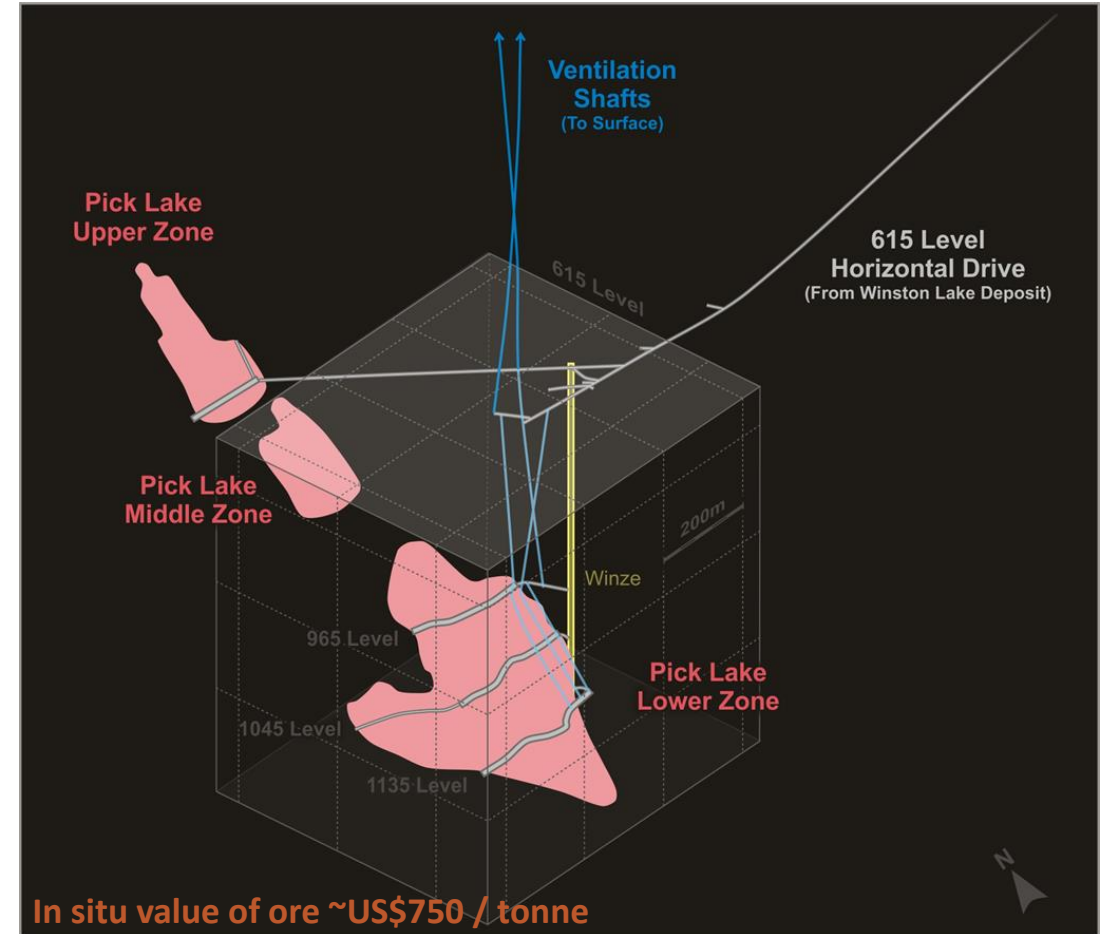 Ventilation
Shafts
(To Surface)
Pick Lake
Upper Zone
615 Level
Horizontal Drive
(From Winston Lake Deposit)
615 Level
Pick Lake
Middle Zone
200m
Winze
965 Level
Pick Lake
Lower Zone
1045 Level
1135 Level
N
In situ value of ore ~US$750 / tonne